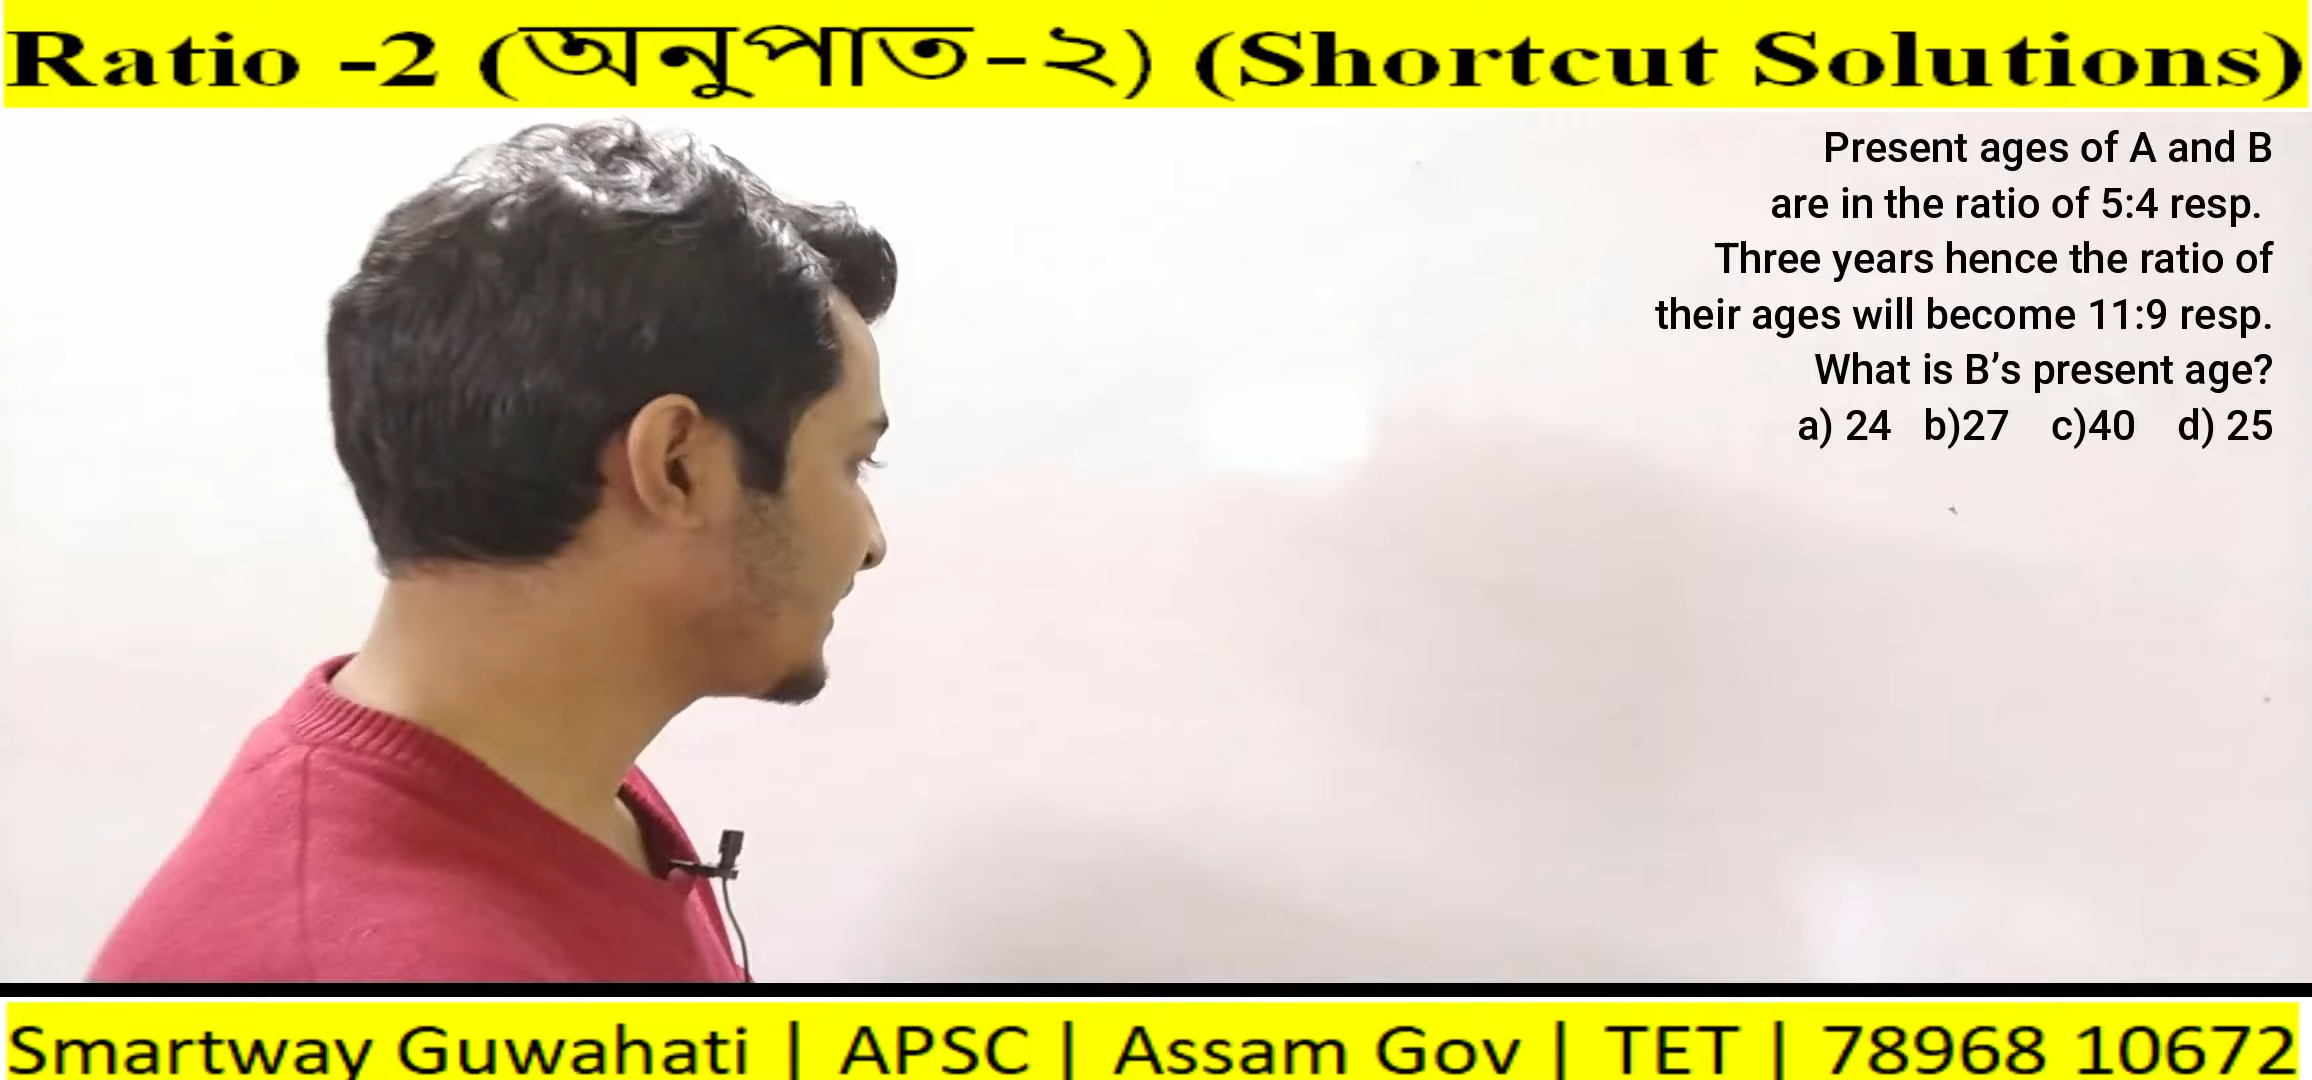 Ratio -2 (অনুপাত-২) (Shortcut Solutions)
Present ages of A and B
are in the ratio of 5:4 resp.
Three years hence the ratio of
their ages will become 11:9 resp.
What is B’s present age?
a) 24 b)27 c)40 d) 25
Smartway Guwahati | APSC | Assam Gov | TET | 78968 10672